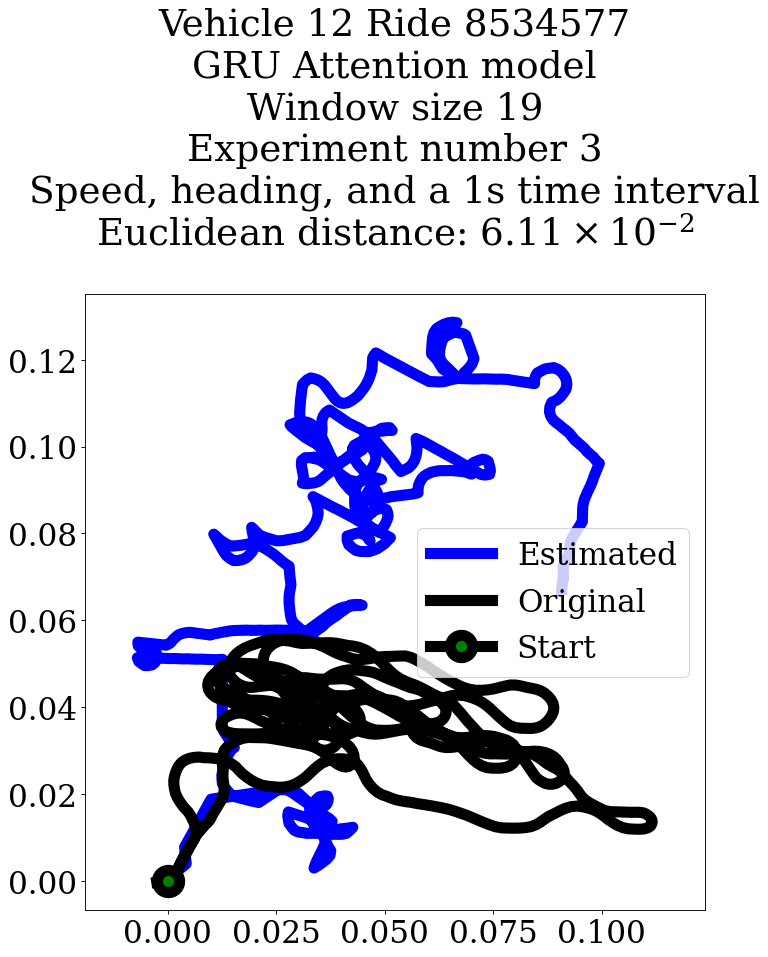 Vehicle 12 Ride 8534577
GRU Attention model
Window size 19
Experiment number 3
Speed, heading, and a 1s time interval
Euclidean distance: 6.11 × 10⁻²
0.12
0.10
0.08
0.06
0.04
0.02
0.00
Estimated
Original
Start
0.000 0.025 0.050 0.075 0.100